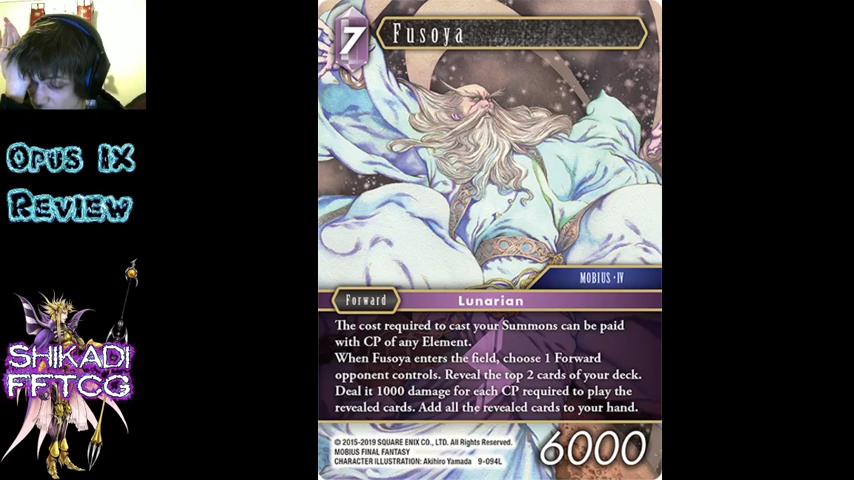 7
Fusoya
Opus IX
Review
SHIKADI
FFTCG
MOBIUS · IV
Forward
Lunarian
The cost required to cast your Summons can be paid
with CP of any Element.
When Fusoya enters the field, choose 1 Forward
opponent controls. Reveal the top 2 cards of your deck.
Deal it 1000 damage for each CP required to play the
revealed cards. Add all the revealed cards to your hand.
© 2015-2019 SQUARE ENIX CO., LTD. All Rights Reserved.
MOBIUS FINAL FANTASY
CHARACTER ILLUSTRATION: Akihiro Yamada 9-094L
6000